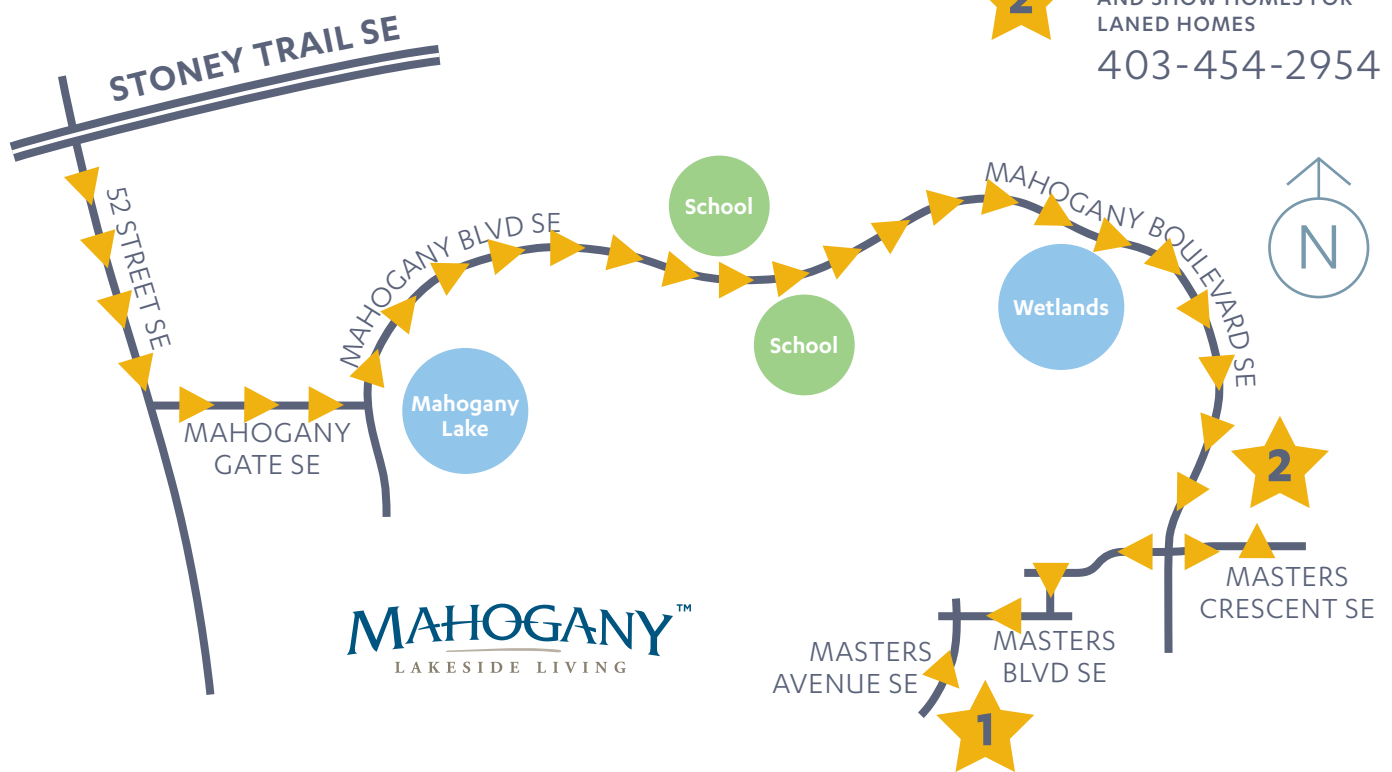 2
AND SHOW HOMES FOR
LANED HOMES
403-454-2954
STONEY TRAIL SE
52 STREET SE
MAHOGANY BLVD SE
School
School
MAHOGANY BOULEVARD SE
Wetlands
N
Mahogany
Lake
MAHOGANY
GATE SE
2
MASTERS
CRESCENT SE
MAHOGANY™
LAKESIDE LIVING
MASTERS
BLVD SE
MASTERS
AVENUE SE
1